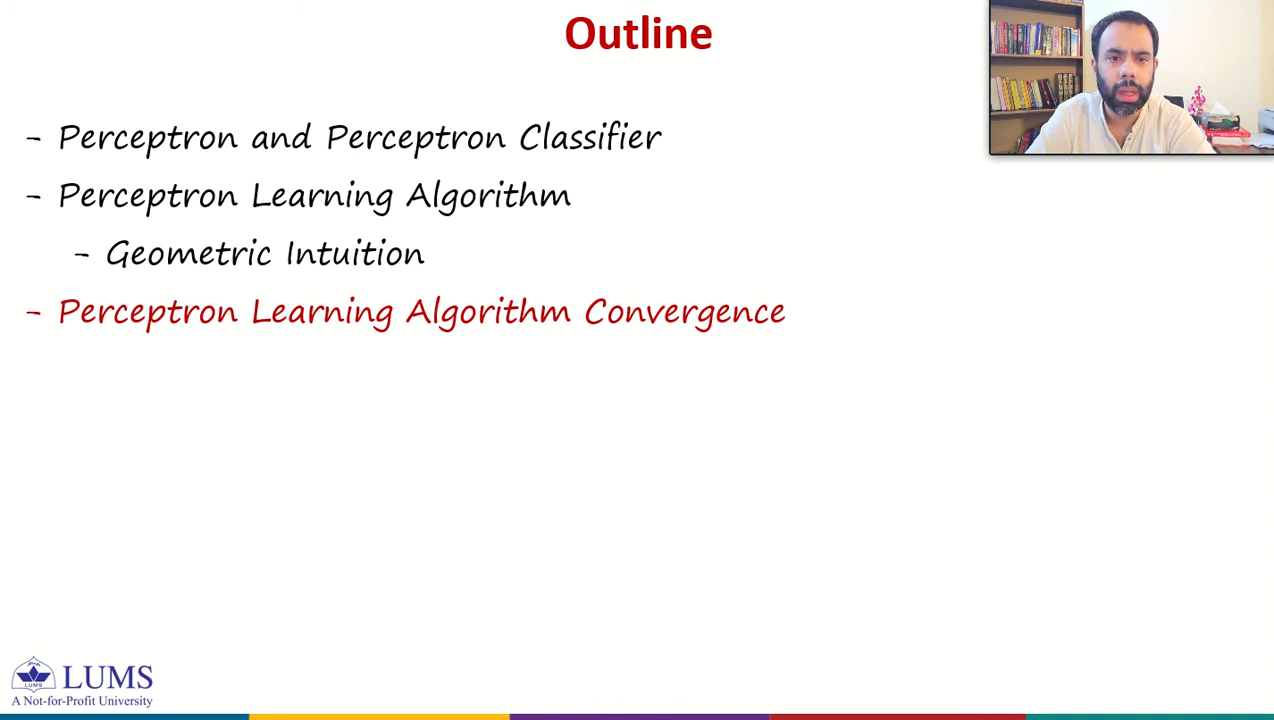 Outline
- Perceptron and Perceptron Classifier
- Perceptron Learning Algorithm
- Geometric Intuition
- Perceptron Learning Algorithm Convergence
LUMS
LUMS
A Not-for-Profit University